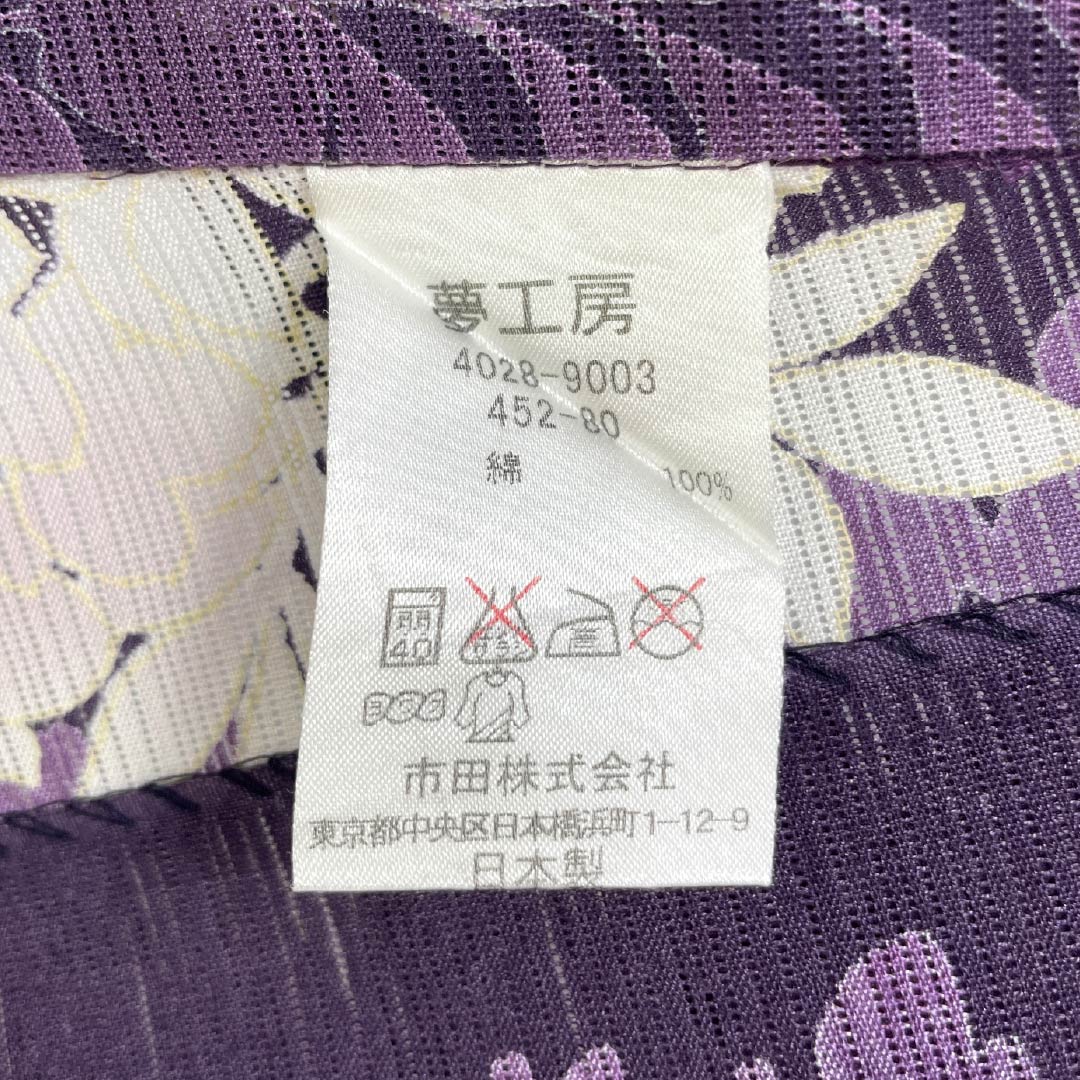 夢工房
4028-9003
452-80
綿 100%
40
市田株式会社
東京都中央区日本橋浜町1-12-9
日本製